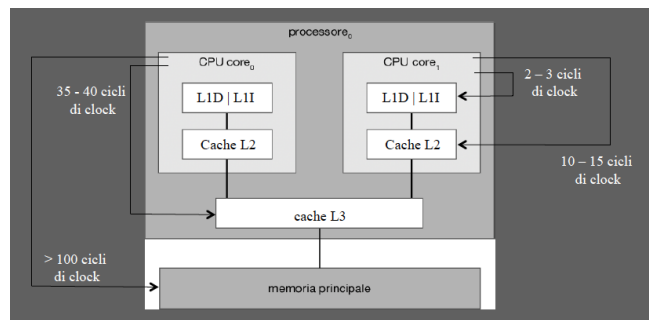 processore₀
CPU core₀
CPU core₁
2 – 3 cicli
di clock
35 - 40 cicli
di clock
L1D | L1I
L1D | L1I
Cache L2
Cache L2
10 – 15 cicli
di clock
cache L3
> 100 cicli
di clock
memoria principale